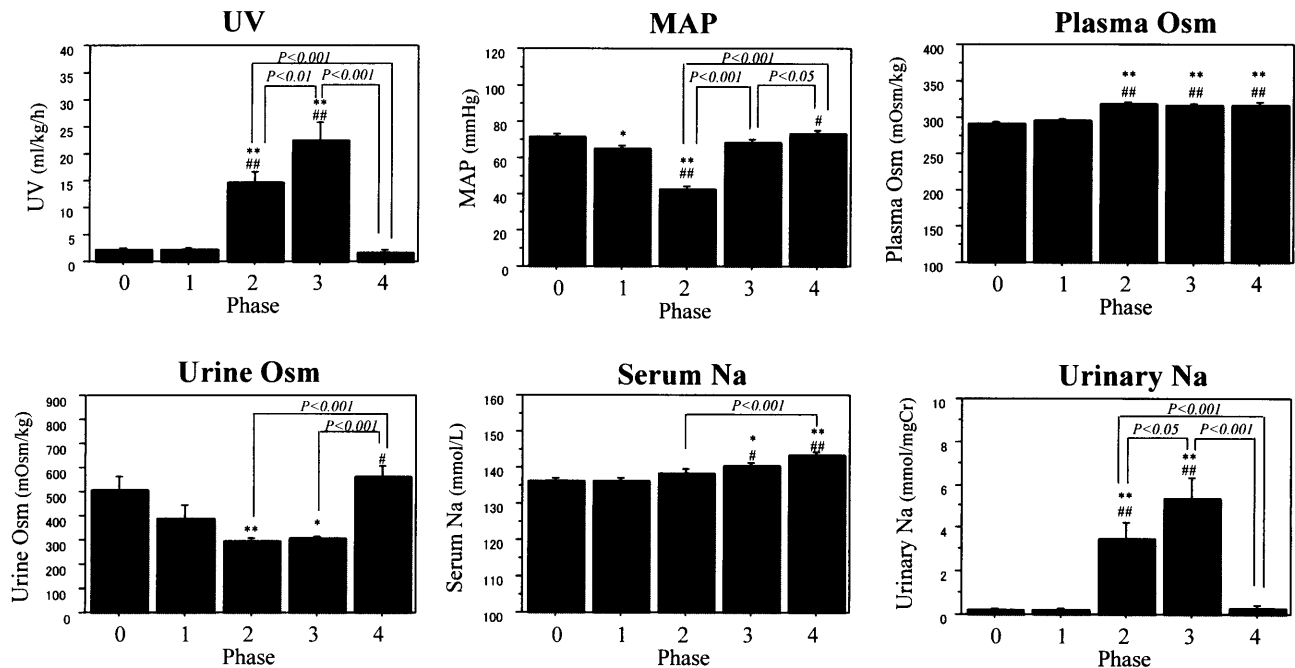 UV
UV (ml/kg/h)
40
35
30
25
20
15
10
5
0
P<0.001
P<0.01
P<0.001
**
##
**
##
0 1 2 3 4
Phase
MAP
MAP (mmHg)
120
100
80
60
40
20
0
P<0.001
P<0.001
P<0.05
*
**
##
#
0 1 2 3 4
Phase
Plasma Osm
Plasma Osm (mOsm/kg)
400
350
300
250
200
150
100
** ** **
## ## ##
0 1 2 3 4
Phase
Urine Osm
Urine Osm (mOsm/kg)
900
800
700
600
500
400
300
200
100
0
P<0.001
P<0.001
#
** *
0 1 2 3 4
Phase
Serum Na
Serum Na (mmol/L)
160
150
140
130
120
110
100
P<0.001
* **
# ##
0 1 2 3 4
Phase
Urinary Na
Urinary Na (mmol/mgCr)
10
8
6
4
2
0
P<0.001
P<0.05
P<0.001
**
##
**
##
0 1 2 3 4
Phase